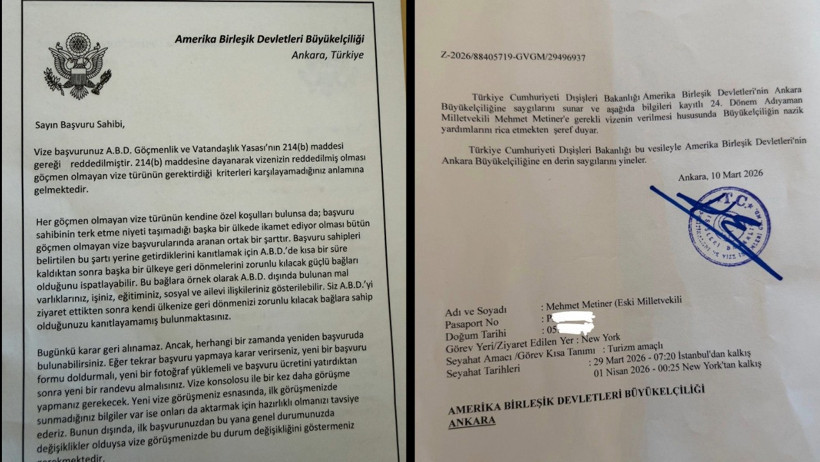 Amerika Birleşik Devletleri Büyükelçiliği
Ankara, Türkiye
Sayın Başvuru Sahibi,
Vize başvurunuz A.B.D. Göçmenlik ve Vatandaşlık Yasası'nın 214(b) maddesi
gereği reddedilmiştir. 214(b) maddesine dayanarak vizenizin reddedilmiş olması
göçmen olmayan vize türünün gerektirdiği kriterleri karşılayamadığınız anlamına
gelmektedir.
Her göçmen olmayan vize türünün kendine özel koşulları bulunsa da; başvuru
sahibinin terk etme niyeti taşımadığı başka bir ülkede ikamet ediyor olması bütün
göçmen olmayan vize başvurularında aranan ortak bir şarttır. Başvuru sahipleri
belirtilen bu şartı yerine getirdiklerini kanıtlamak için A.B.D.'de kısa bir süre
kaldıktan sonra başka bir ülkeye geri dönmelerini zorunlu kılacak güçlü bağları
olduğunu ispatlayabilir. Bu bağlara örnek olarak A.B.D. dışında bulunan mal
varlıklarınız, işiniz, eğitiminiz, sosyal ve ailevi ilişkileriniz gösterilebilir. Siz A.B.D.'yi
ziyaret ettikten sonra kendi ülkenize geri dönmenizi zorunlu kılacak bağlara sahip
olduğunuzu kanıtlayamamış bulunmaktasınız.
Bugünkü karar geri alınamaz. Ancak, herhangi bir zamanda yeniden başvuruda
bulunabilirsiniz. Eğer tekrar başvuru yapmaya karar verirseniz, yeni bir başvuru
formu doldurmalı, yeni bir fotoğraf yüklemeli ve başvuru ücretini yatırdıktan
sonra yeni bir randevu almalısınız. Vize konsolosu ile bir kez daha görüşme
yapmanız gerekecek. Yeni vize görüşmeniz esnasında, ilk görüşmenizde
sunmadığınız bilgiler var ise onları da aktarmak için hazırlıklı olmanızı tavsiye
ederiz. Bunun dışında, ilk başvurunuzdan bu yana genel durumunuzda
değişiklikler olduysa vize görüşmenizde bu durum değişikliğini göstermeniz
gerekmektedir.
Z-2026/88405719-GVGM/29496937
Türkiye Cumhuriyeti Dışişleri Bakanlığı Amerika Birleşik Devletleri'nin Ankara
Büyükelçiliğine saygılarını sunar ve aşağıda bilgileri kayıtlı 24. Dönem Adıyaman
Milletvekili Mehmet Metiner'e gerekli vizenin verilmesi hususunda Büyükelçiliğin nazik
yardımlarını rica etmekten şeref duyar.
Türkiye Cumhuriyeti Dışişleri Bakanlığı bu vesileyle Amerika Birleşik Devletleri'nin
Ankara Büyükelçiliğine en derin saygılarını yineler.
Ankara, 10 Mart 2026
T.C.
Adı ve Soyadı : Mehmet Metiner (Eski Milletvekili
Pasaport No : P
Doğum Tarihi : 05
Görev Yeri/Ziyaret Edilen Yer : New York
Seyahat Amacı /Görev Kısa Tanımı : Turizm amaçlı
Seyahat Tarihleri : 29 Mart 2026 - 07:20 İstanbul'dan kalkış
01 Nisan 2026 - 00:25 New York'tan kalkış
AMERİKA BİRLEŞİK DEVLETLERİ BÜYÜKELÇİLİĞİ
ANKARA